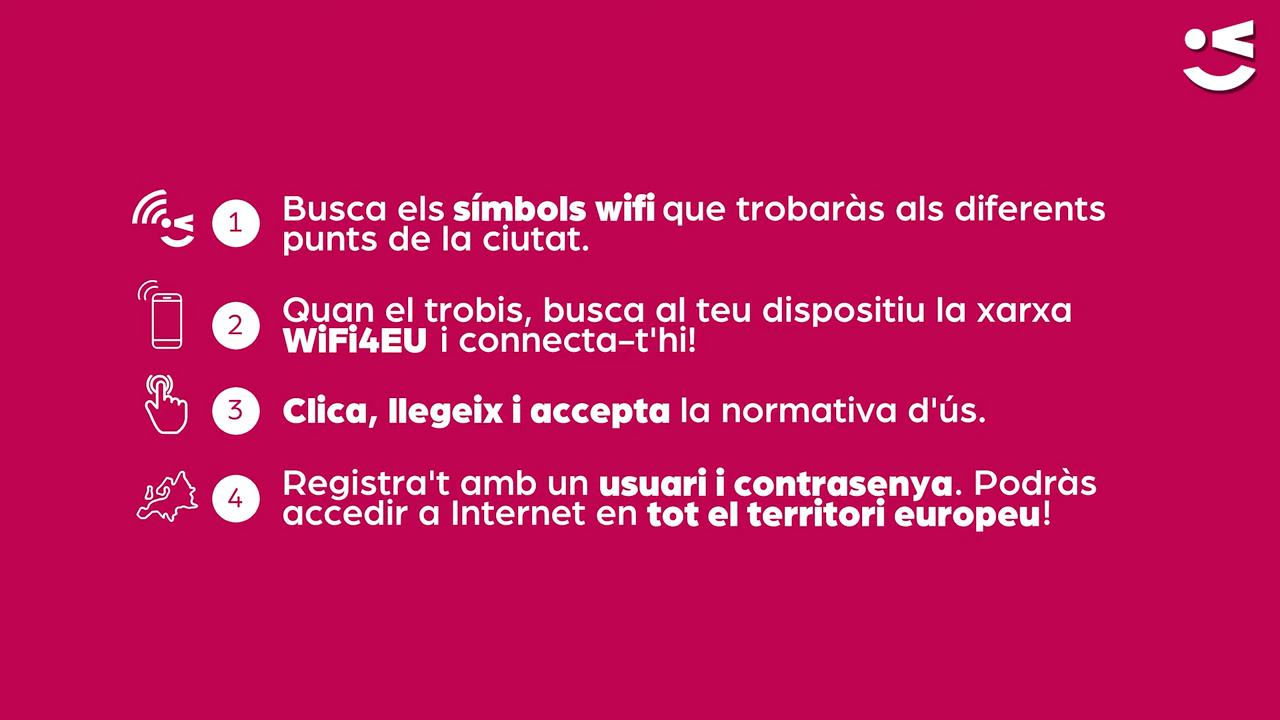 1
Busca els símbols wifi que trobaràs als diferents
punts de la ciutat.
2
Quan el trobis, busca al teu dispositiu la xarxa
WiFi4EU i connecta-t'hi!
3
Clica, llegeix i accepta la normativa d'ús.
4
Registra't amb un usuari i contrasenya. Podràs
accedir a Internet en tot el territori europeu!